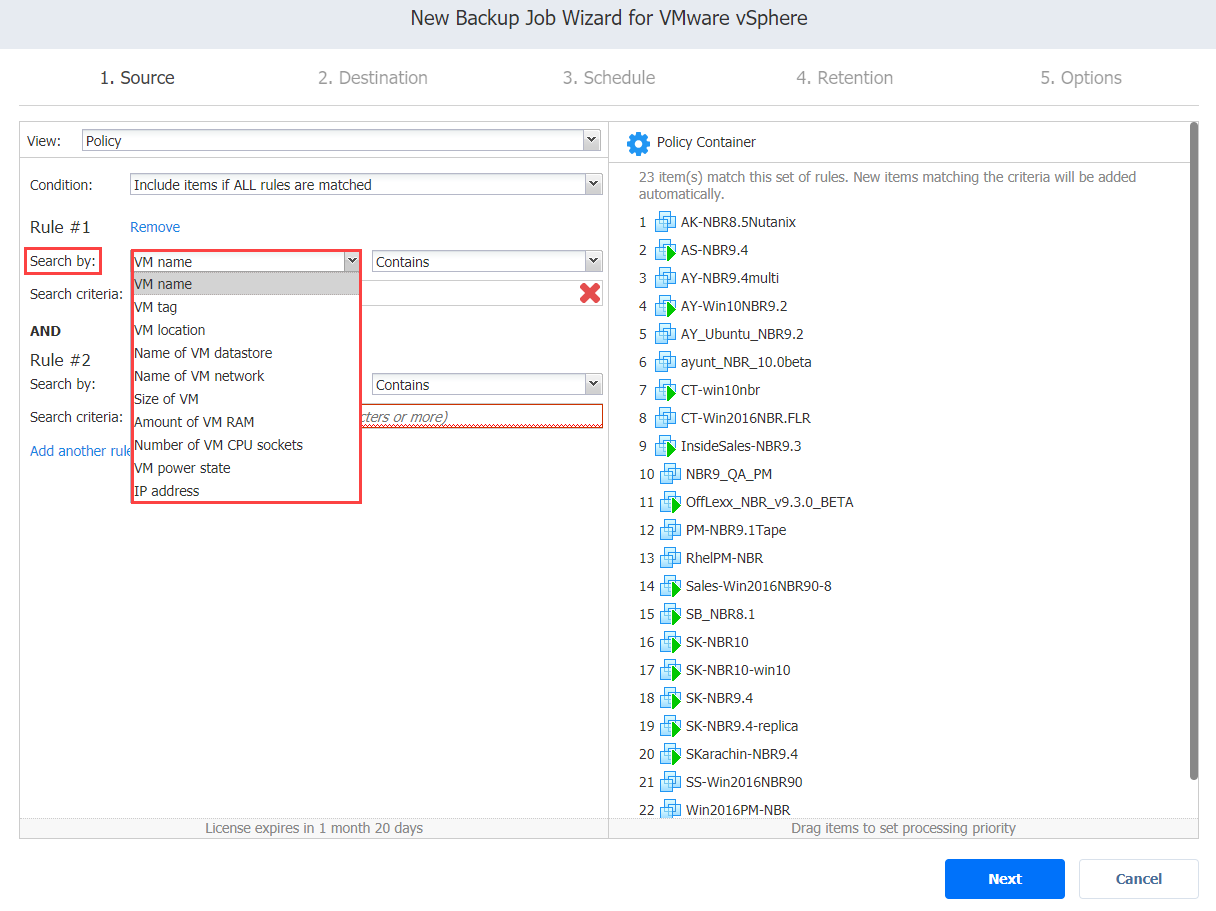 New Backup Job Wizard for VMware vSphere
1. Source 2. Destination 3. Schedule 4. Retention 5. Options
View: Policy
Condition: Include items if ALL rules are matched
Rule #1 Remove
Search by: VM name Contains
VM name
Search criteria:
VM tag
VM location
AND
Name of VM datastore
Rule #2
Name of VM network
Search by: Contains
Size of VM
Search criteria: cters or more)
Amount of VM RAM
Number of VM CPU sockets
Add another rule
VM power state
IP address
License expires in 1 month 20 days
Policy Container
23 item(s) match this set of rules. New items matching the criteria will be added
automatically.
1 AK-NBR8.5Nutanix
2 AS-NBR9.4
3 AY-NBR9.4multi
4 AY-Win10NBR9.2
5 AY_Ubuntu_NBR9.2
6 ayunt_NBR_10.0beta
7 CT-win10nbr
8 CT-Win2016NBR.FLR
9 InsideSales-NBR9.3
10 NBR9_QA_PM
11 OffLexx_NBR_v9.3.0_BETA
12 PM-NBR9.1Tape
13 RhelPM-NBR
14 Sales-Win2016NBR90-8
15 SB_NBR8.1
16 SK-NBR10
17 SK-NBR10-win10
18 SK-NBR9.4
19 SK-NBR9.4-replica
20 SKarachin-NBR9.4
21 SS-Win2016NBR90
22 Win2016PM-NBR
Drag items to set processing priority
Next Cancel